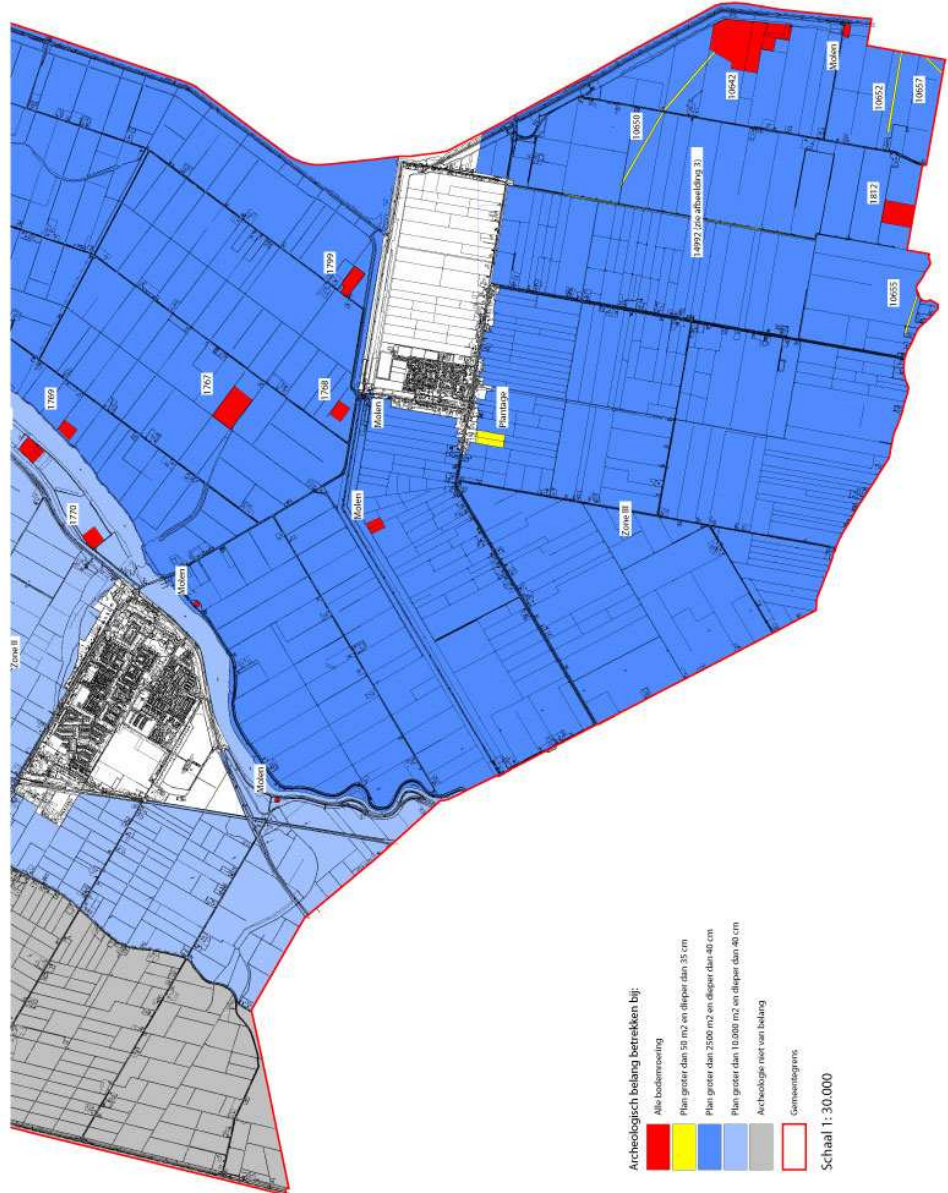 Zone II
1769
1770
1767
1799
1768
Molen
Molen
Molen
Molen
Plantage
Zone III
10650
10642
Molen
10652
10657
1812
14992 (zie afbeelding 3)
10655
Archeologisch belang betrekken bij:
Alle bodemroering
Plan groter dan 50 m2 en dieper dan 35 cm
Plan groter dan 2500 m2 en dieper dan 40 cm
Plan groter dan 10.000 m2 en dieper dan 40 cm
Archeologie niet van belang
Gemeentegrens
Schaal 1: 30.000